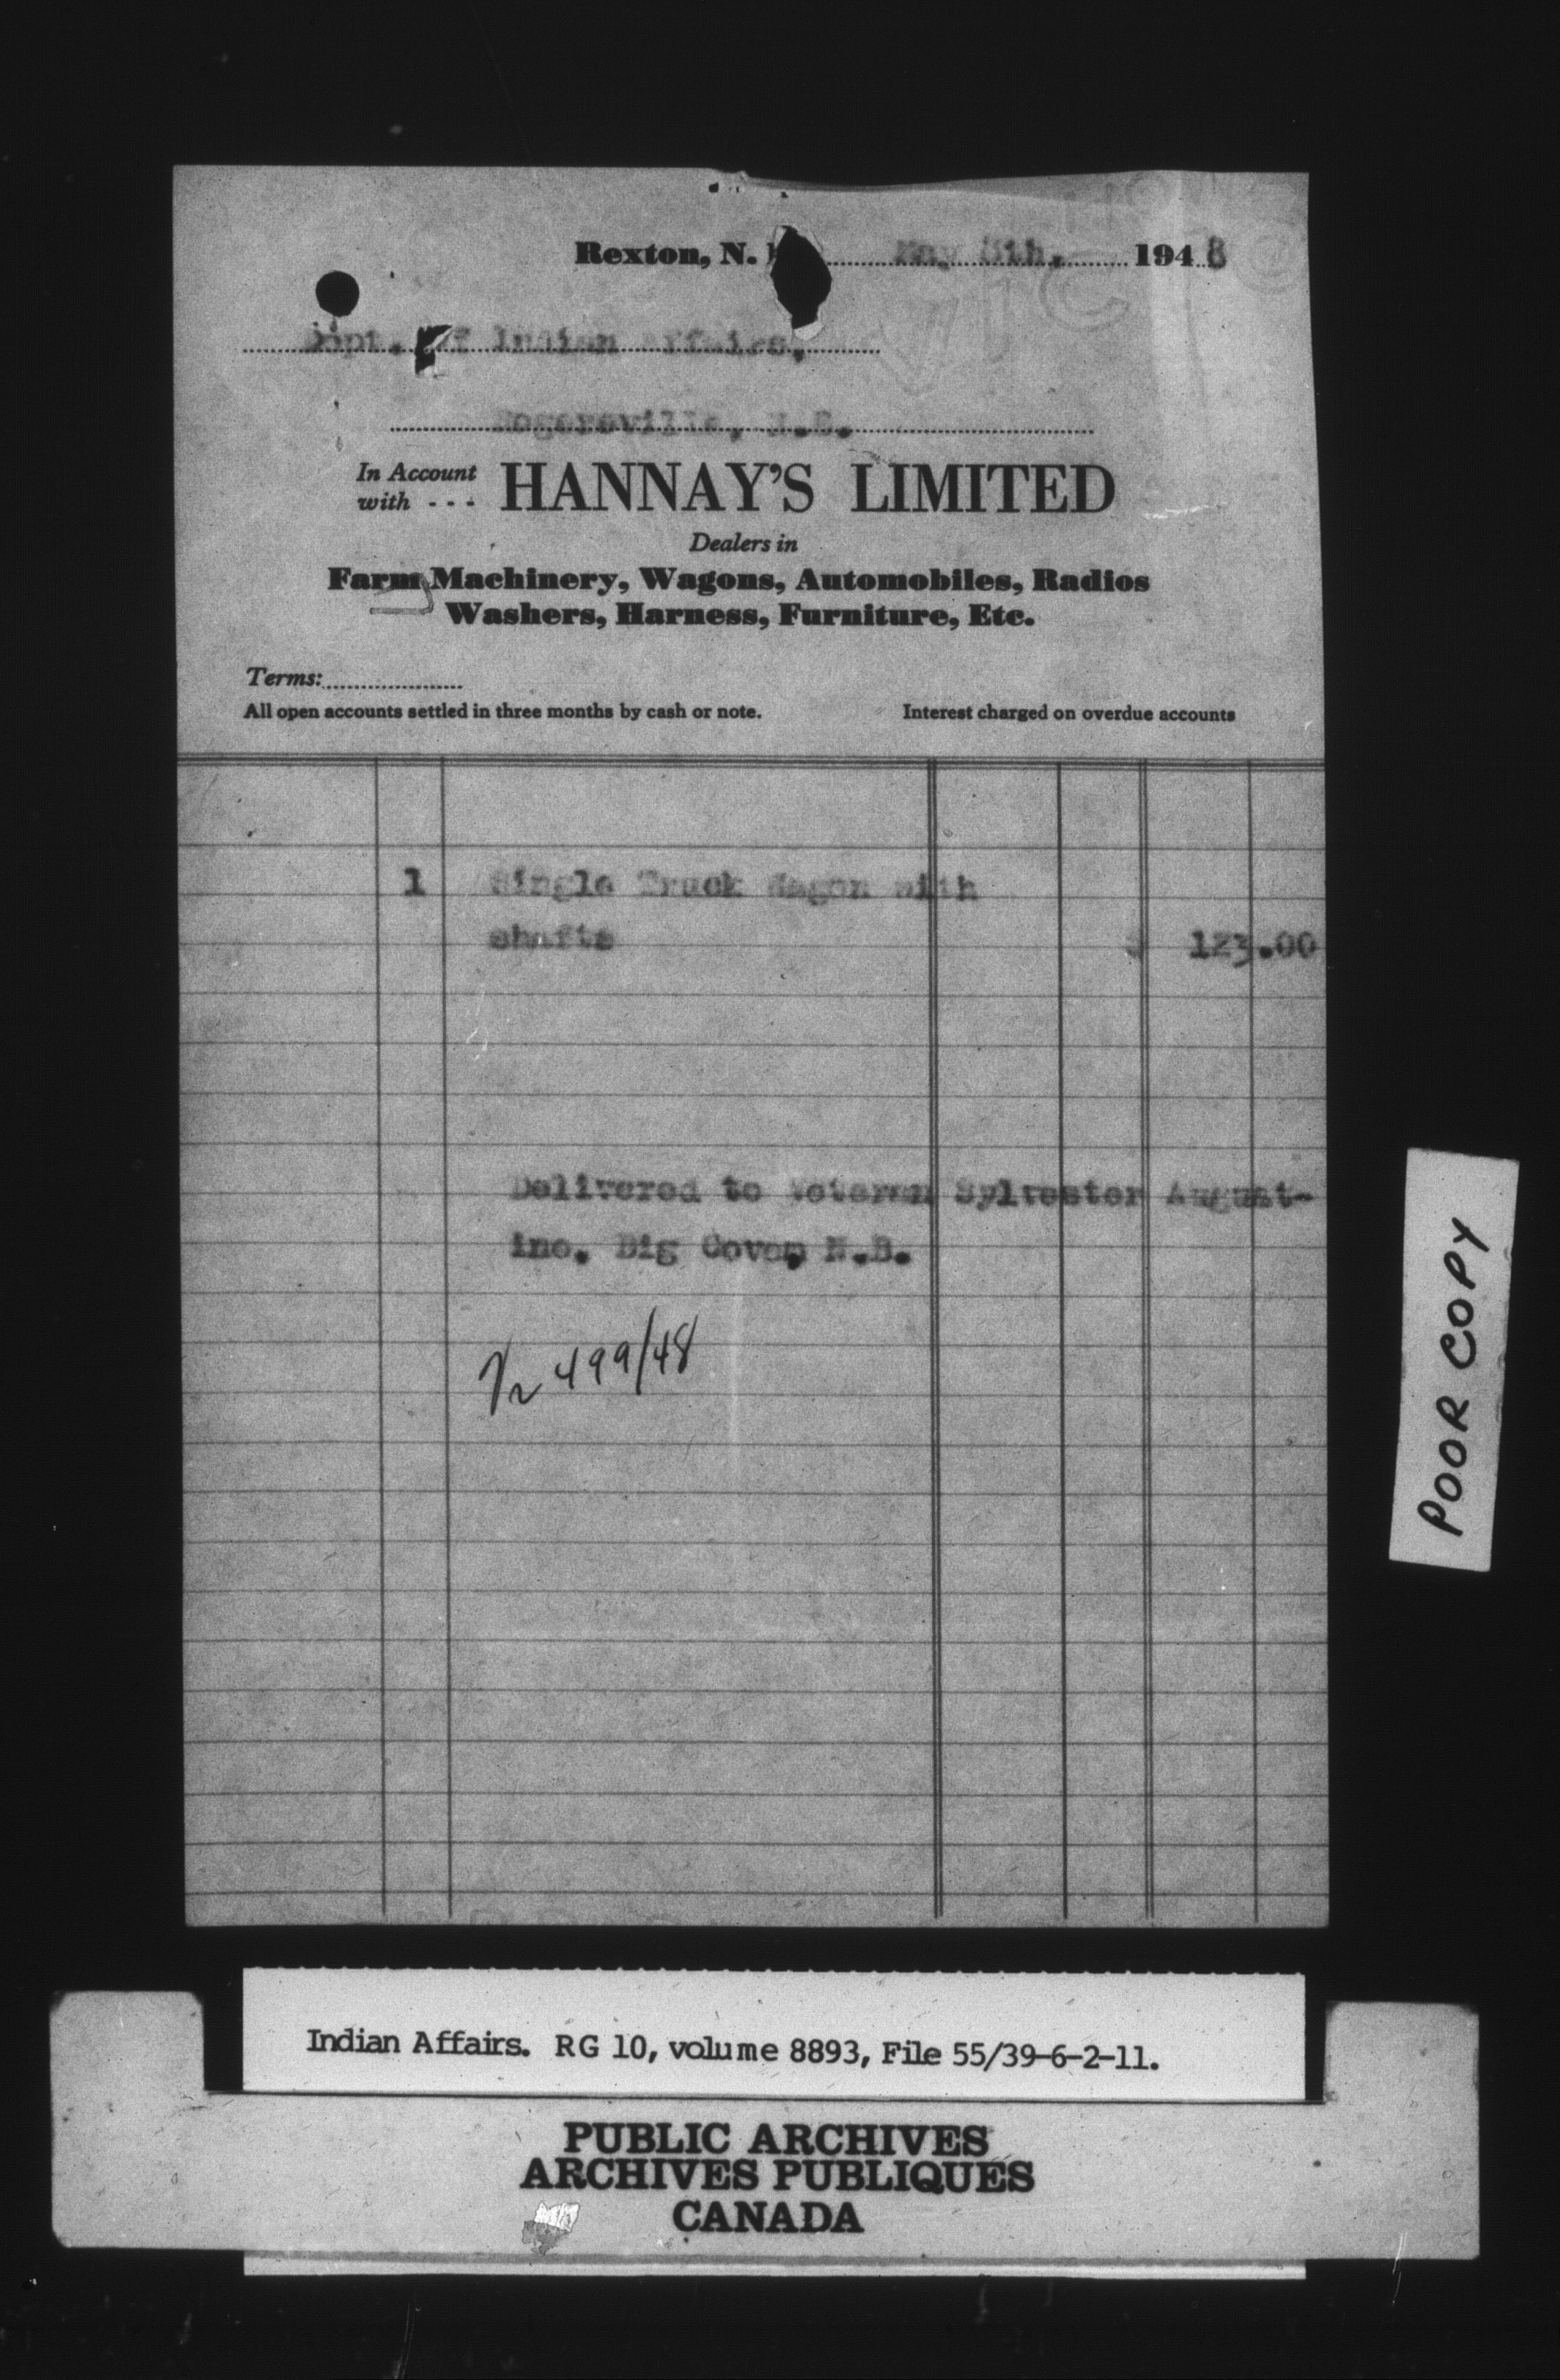 Rexton, N. May 194 8
Dept. of Indian Affairs,
Rogersville, N.B.
In Account
with - - -
HANNAY'S LIMITED
Dealers in
Farm Machinery, Wagons, Automobiles, Radios
Washers, Harness, Furniture, Etc.
Terms:
All open accounts settled in three months by cash or note. Interest charged on overdue accounts
1 Single Truck Wagon with
shafts $ 123.00
Delivered to Veteran Sylvester August-
ine. Big Cove, N.B.
499/48
POOR COPY
Indian Affairs. RG 10, volume 8893, File 55/39-6-2-11.
PUBLIC ARCHIVES
ARCHIVES PUBLIQUES
CANADA